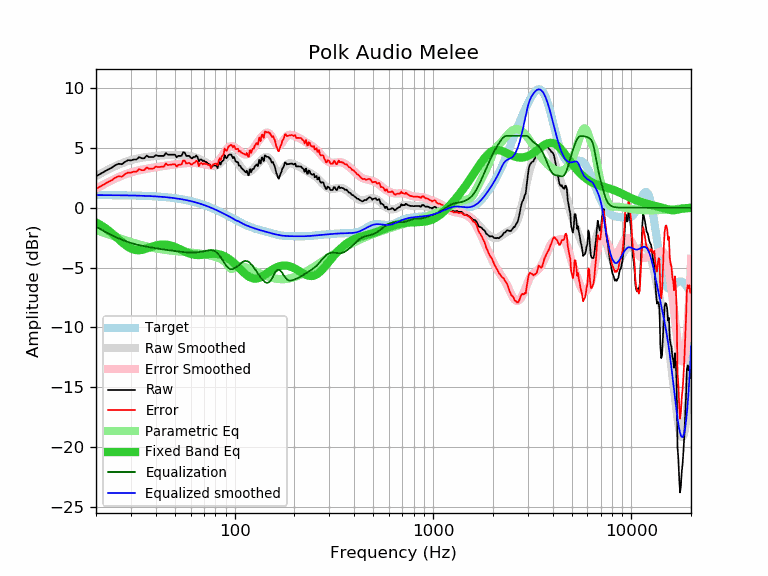 Polk Audio Melee
Amplitude (dBr)
10
5
0
−5
−10
−15
−20
−25
Target
Raw Smoothed
Error Smoothed
Raw
Error
Parametric Eq
Fixed Band Eq
Equalization
Equalized smoothed
100
1000
10000
Frequency (Hz)